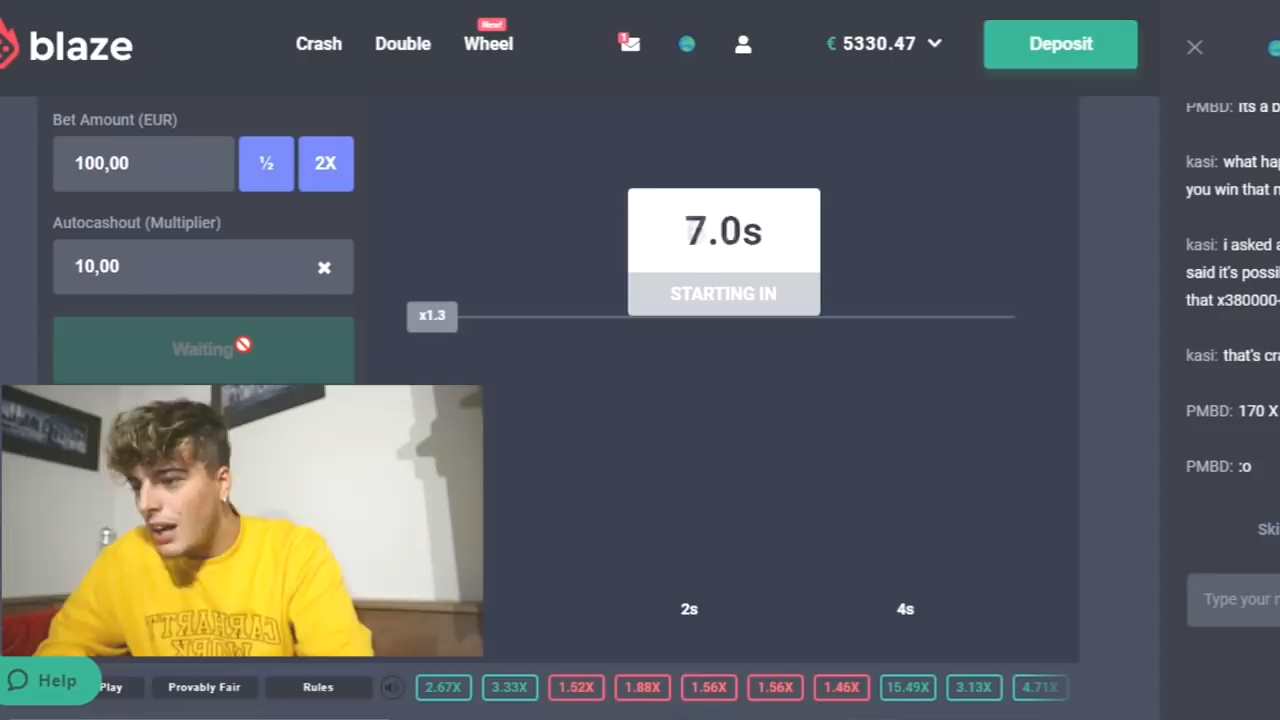 blaze
Crash
Double
New!
Wheel
1
€ 5330.47
Deposit
Bet Amount (EUR)
100,00
½
2X
Autocashout (Multiplier)
10,00
Waiting
7.0s
STARTING IN
x1.3
2s
4s
CARHARTT
WORK
PMBD: its a b
kasi: what hap
you win that m
kasi: i asked a
said it's possi
that x380000-
kasi: that's cra
PMBD: 170 X
PMBD: :o
Ski
Type your m
Help
Play
Provably Fair
Rules
2.67X
3.33X
1.52X
1.88X
1.56X
1.56X
1.46X
15.49X
3.13X
4.71X